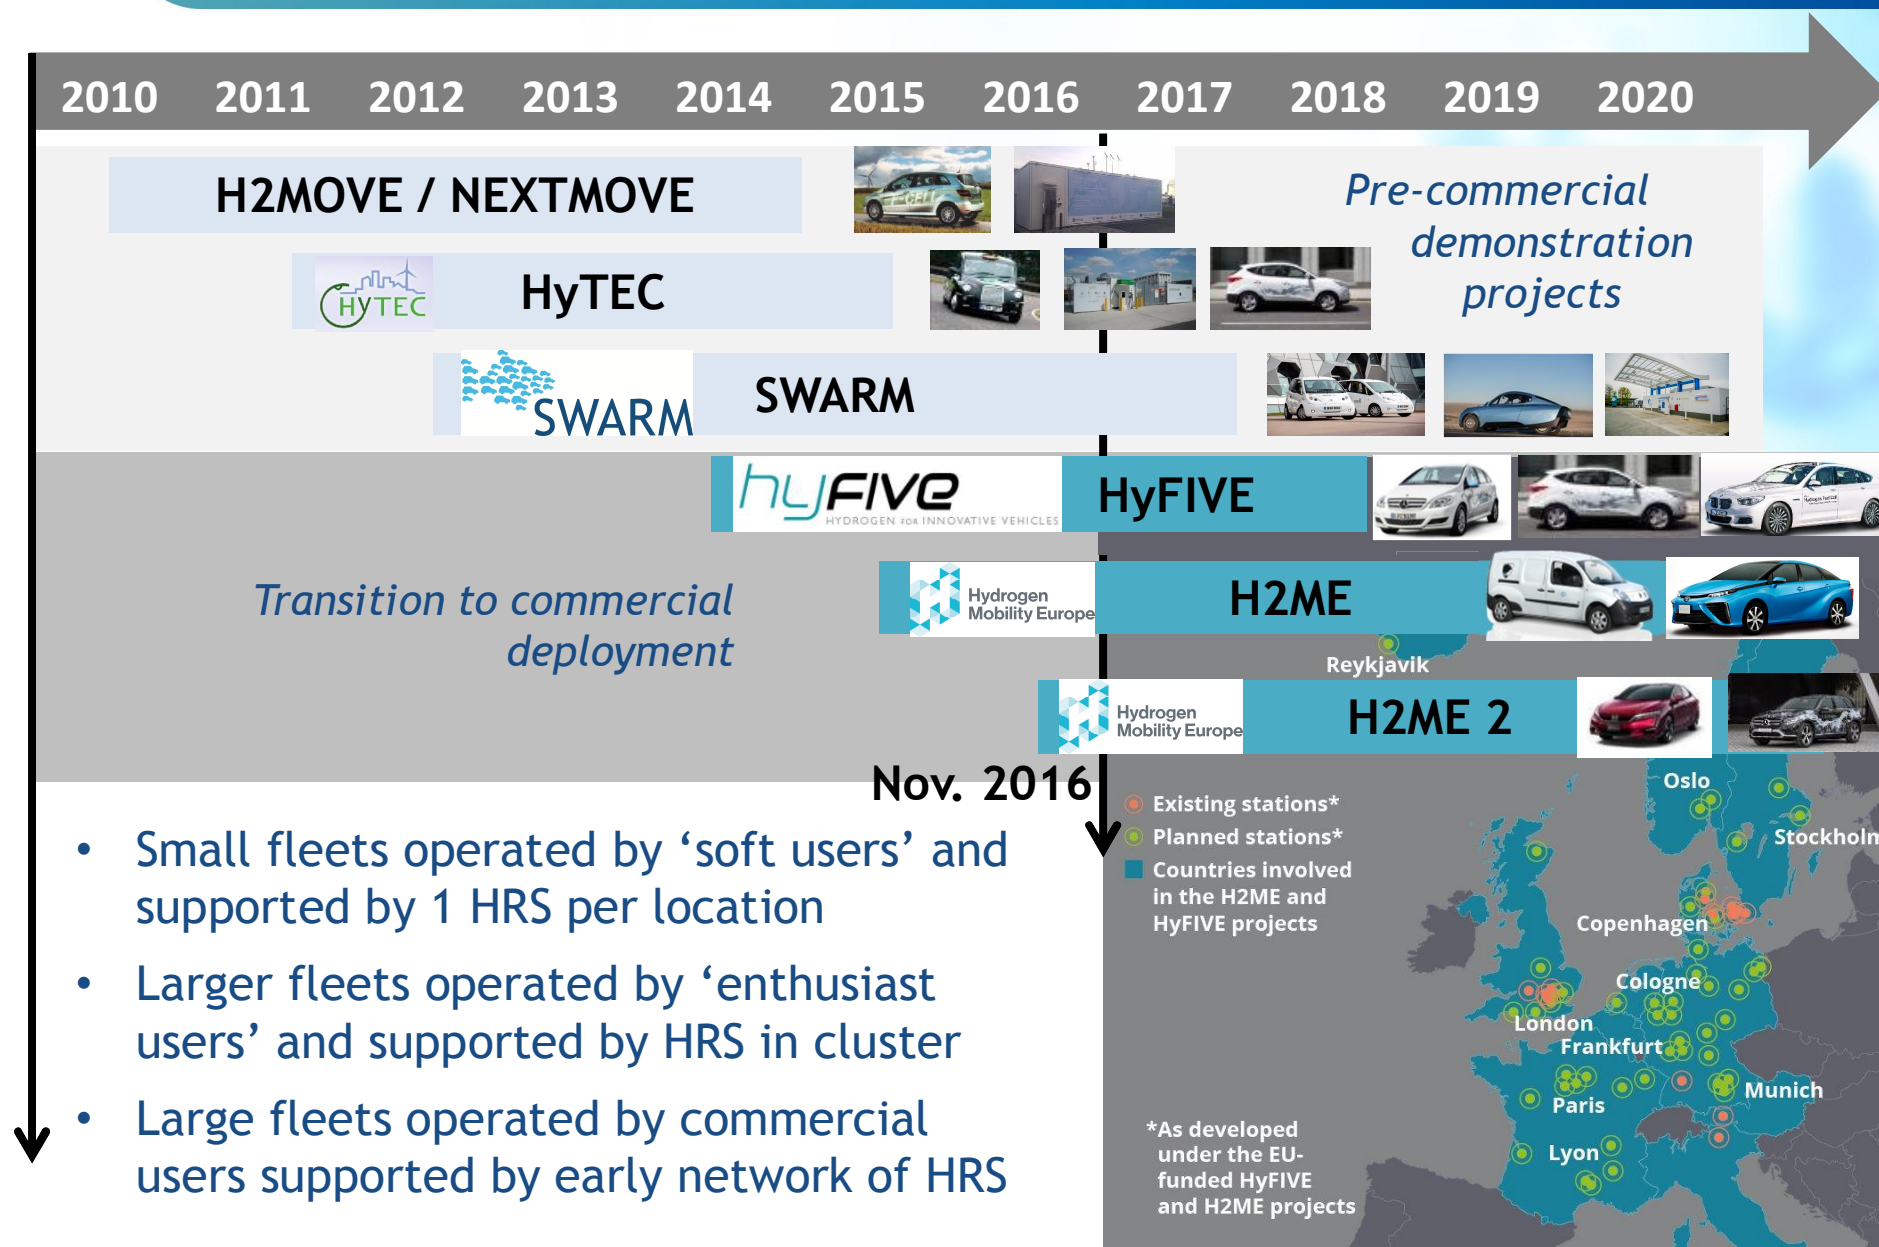 2010 2011 2012 2013 2014 2015 2016 2017 2018 2019 2020
H2MOVE / NEXTMOVE
Pre-commercial
demonstration
projects
HYTEC
HyTEC
SWARM
SWARM
hyFIVE
HYDROGEN FOR INNOVATIVE VEHICLES
HyFIVE
Transition to commercial
deployment
Hydrogen
Mobility Europe
H2ME
Reykjavik
Hydrogen
Mobility Europe
H2ME 2
Nov. 2016
• Small fleets operated by ‘soft users’ and
supported by 1 HRS per location
• Larger fleets operated by ‘enthusiast
users’ and supported by HRS in cluster
• Large fleets operated by commercial
users supported by early network of HRS
Existing stations*
Planned stations*
Countries involved
in the H2ME and
HyFIVE projects
Oslo
Stockholm
Copenhagen
Cologne
London
Frankfurt
Paris
Munich
Lyon
*As developed
under the EU-
funded HyFIVE
and H2ME projects